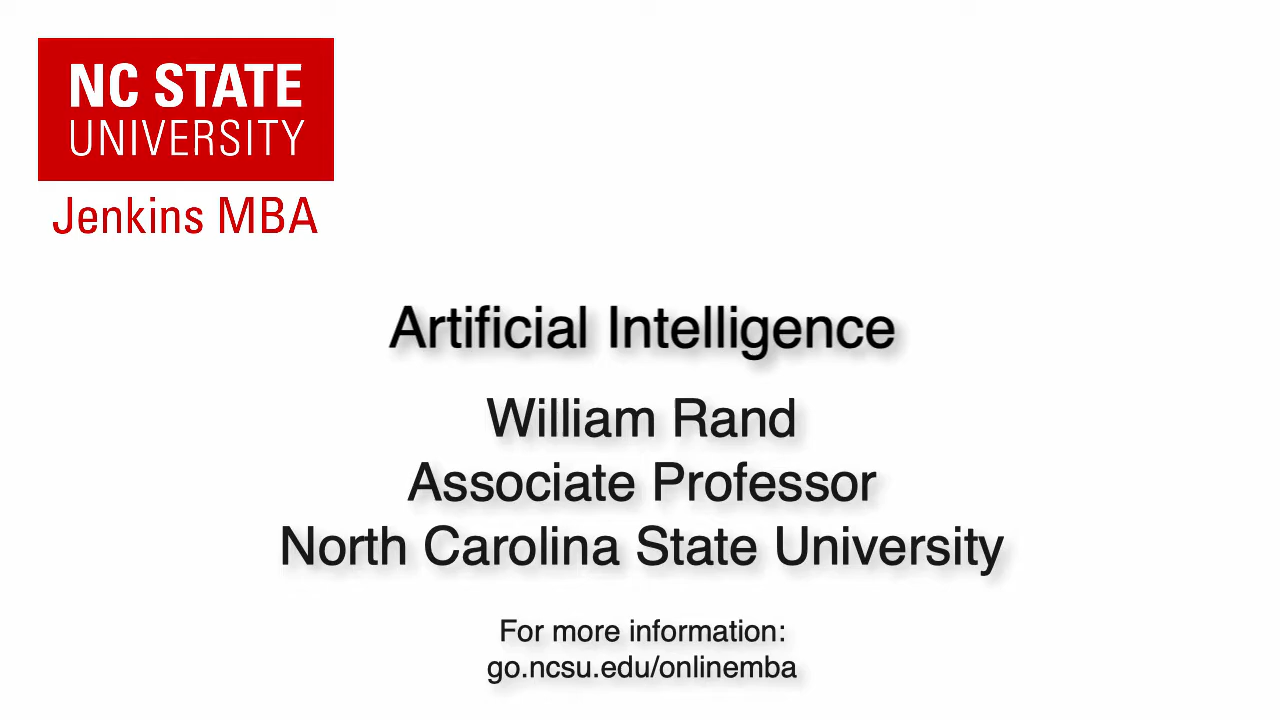 NC STATE
UNIVERSITY
Jenkins MBA
Artificial Intelligence
William Rand
Associate Professor
North Carolina State University
For more information:
go.ncsu.edu/onlinemba